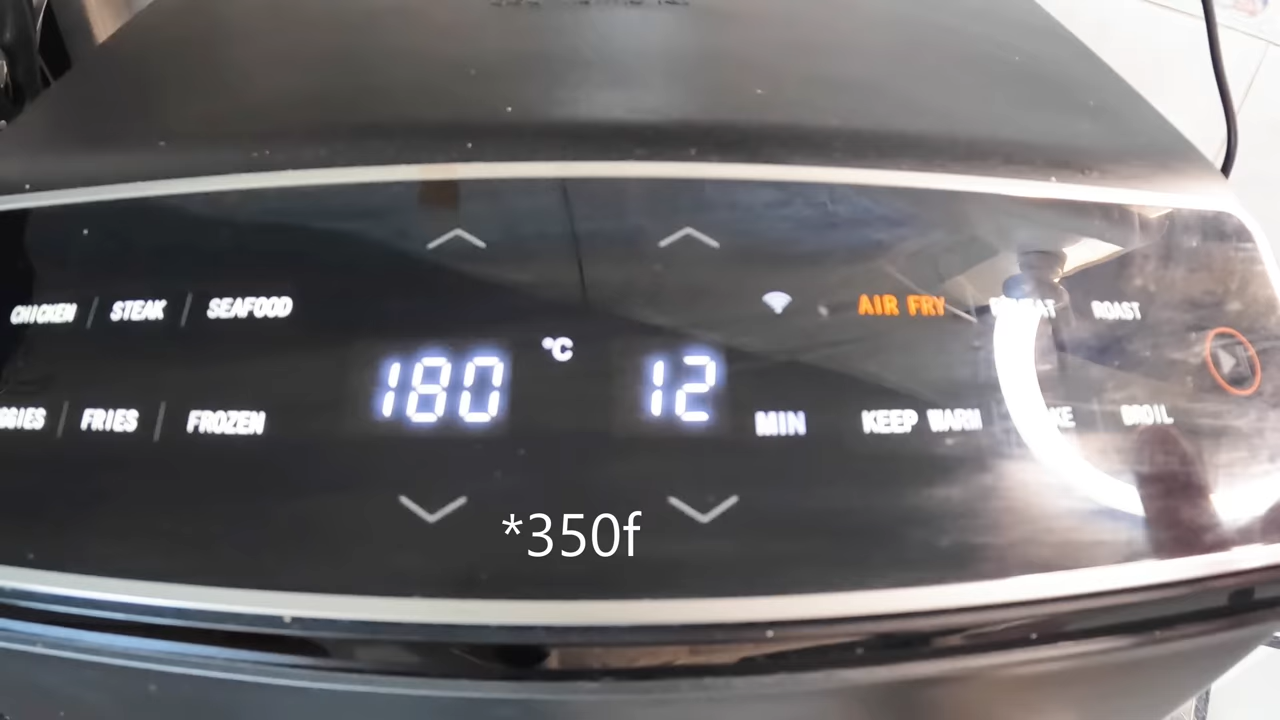 CHICKEN STEAK SEAFOOD AIR FRY ROAST
180 °C 12 MIN
FRIES FROZEN KEEP WARM BROIL
*350f